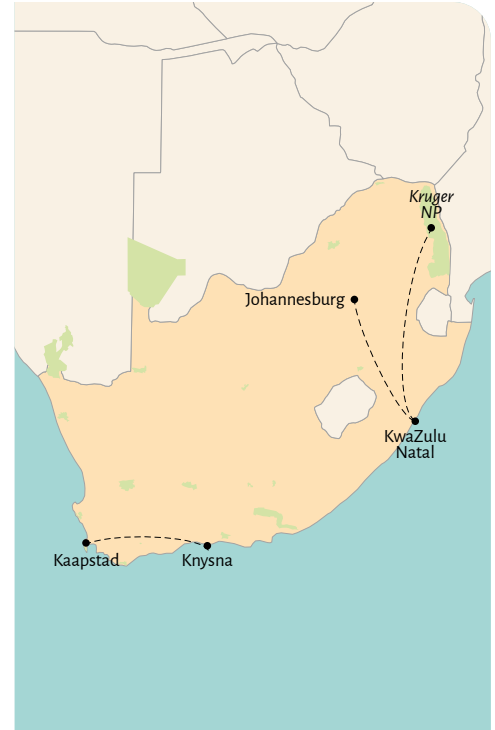 Kruger
NP
Johannesburg
KwaZulu
Natal
Kaapstad
Knysna